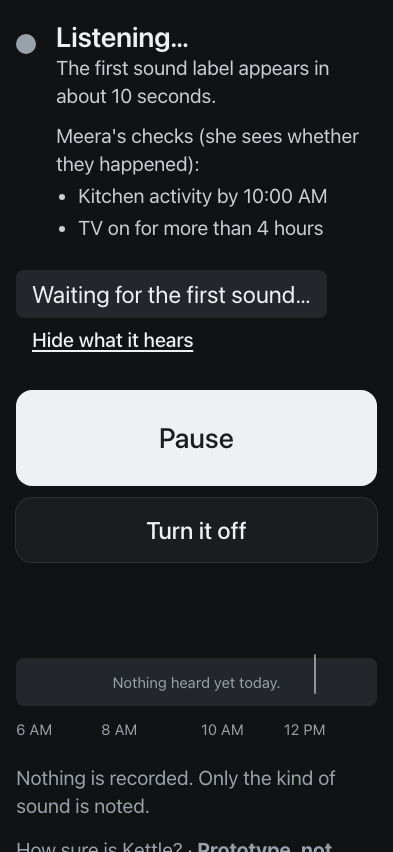 Listening...
The first sound label appears in
about 10 seconds.
Meera's checks (she sees whether
they happened):
• Kitchen activity by 10:00 AM
• TV on for more than 4 hours
Waiting for the first sound...
Hide what it hears
Pause
Turn it off
Nothing heard yet today.
6 AM 8 AM 10 AM 12 PM
Nothing is recorded. Only the kind of
sound is noted.
How sure is Kettle? · Prototype, not